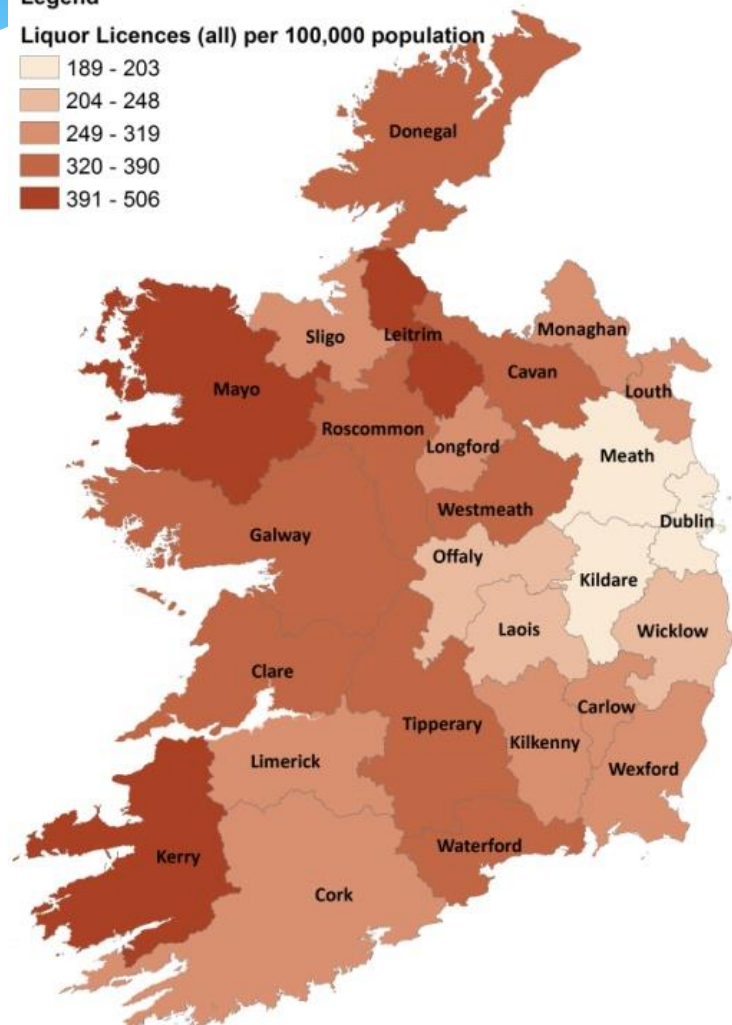 Legend
Liquor Licences (all) per 100,000 population
189 - 203
204 - 248
249 - 319
320 - 390
391 - 506
Donegal
Monaghan
Sligo
Leitrim
Cavan
Mayo
Louth
Roscommon
Longford
Meath
Westmeath
Dublin
Galway
Offaly
Kildare
Laois
Wicklow
Clare
Carlow
Tipperary
Kilkenny
Limerick
Wexford
Waterford
Kerry
Cork